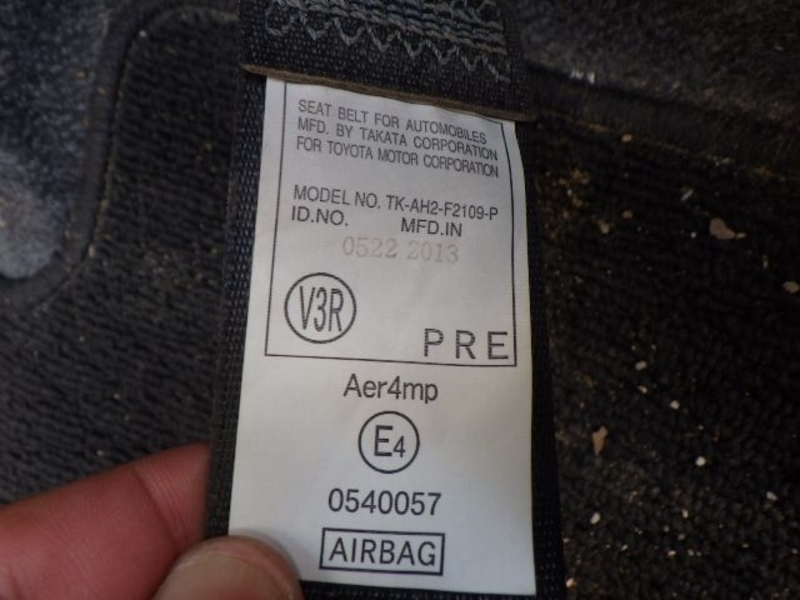 SEAT BELT FOR AUTOMOBILES
MFD. BY TAKATA CORPORATION
FOR TOYOTA MOTOR CORPORATION
MODEL NO. TK-AH2-F2109-P
ID.NO. MFD.IN
0522 2013
V3R
PRE
Aer4mp
E4
0540057
AIRBAG